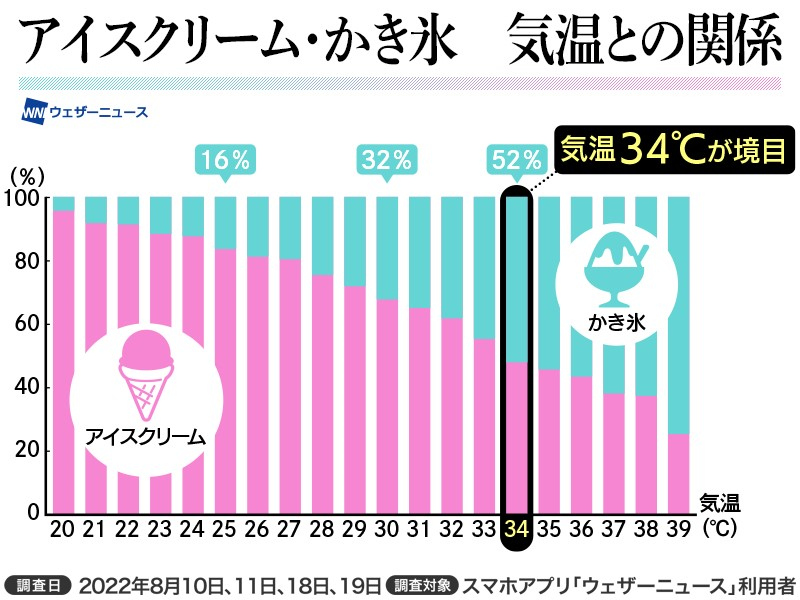 アイスクリーム・かき氷 気温との関係
WNI ウェザーニュース
16% 32% 52% 気温34℃が境目
(%)
100
80
60
40
20
0
かき氷
アイスクリーム
20 21 22 23 24 25 26 27 28 29 30 31 32 33 34 35 36 37 38 39
気温
(℃)
調査日 2022年8月10日、11日、18日、19日 調査対象 スマホアプリ「ウェザーニュース」利用者